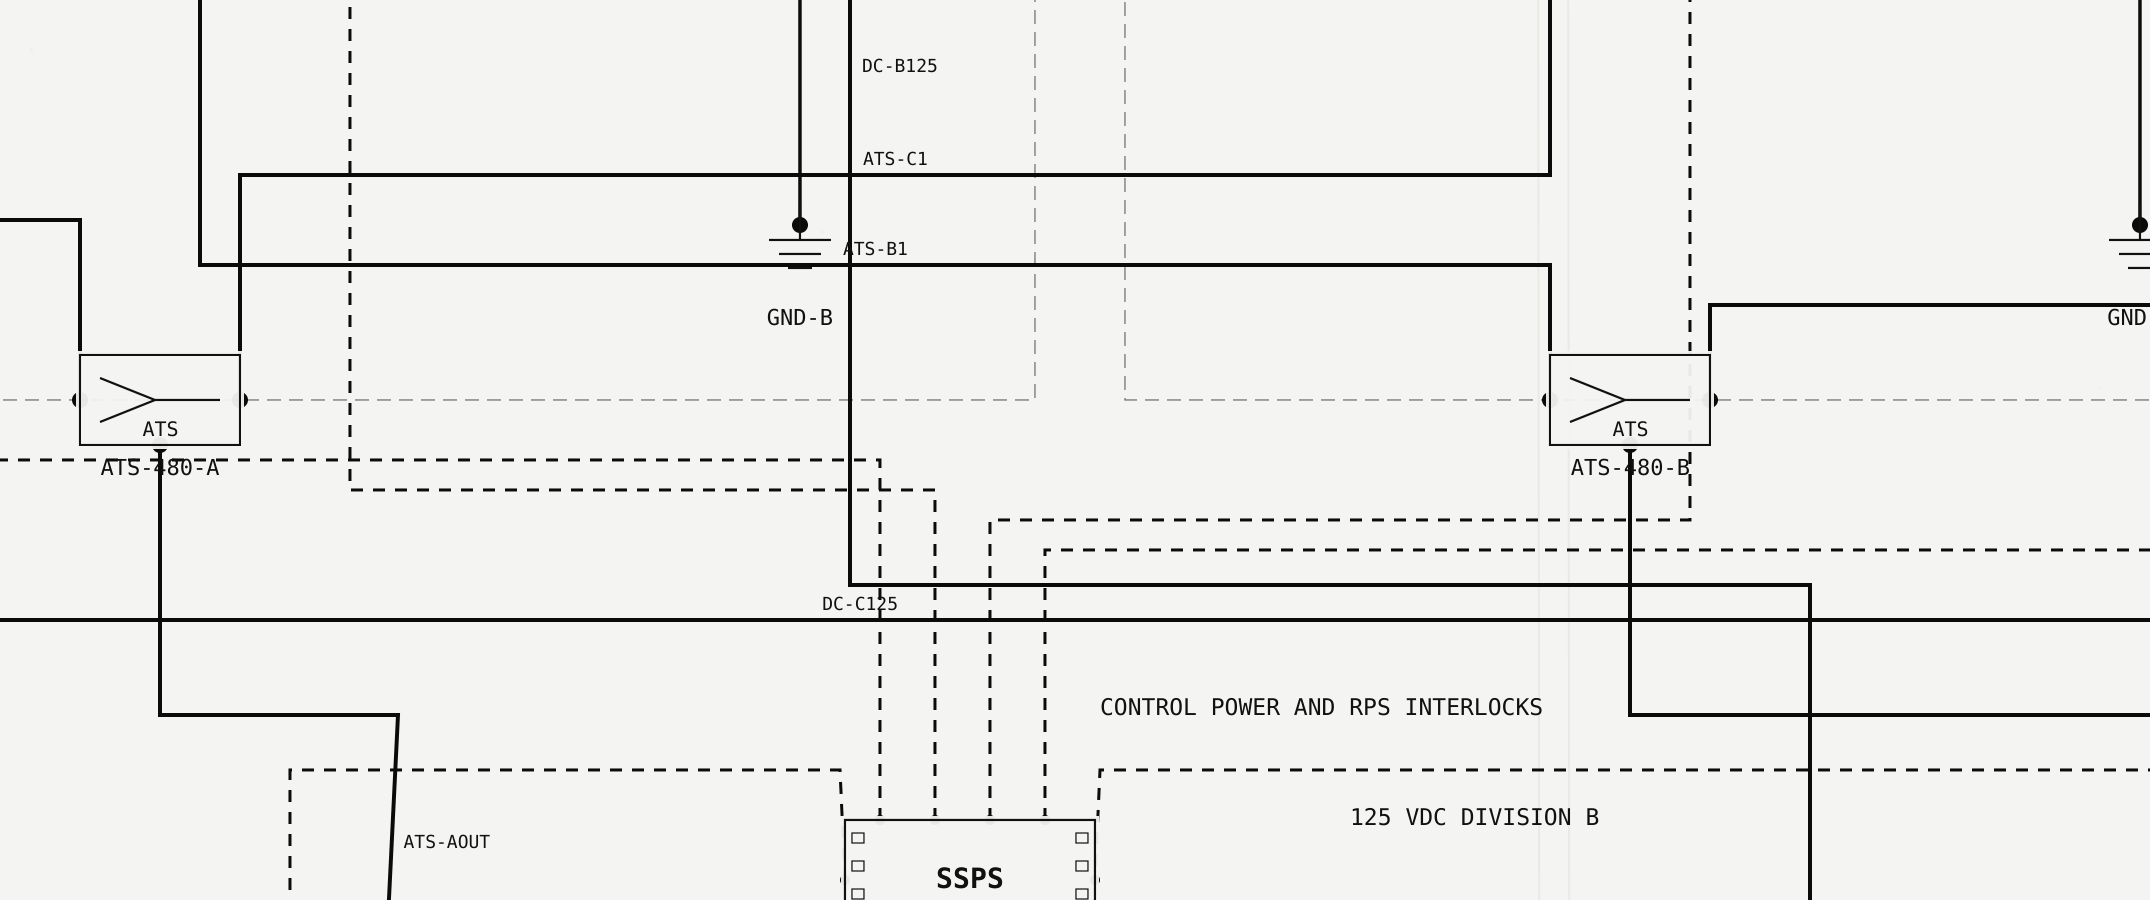 DC-B125
ATS-C1
ATS-B1
GND-B
GND
ATS
ATS
ATS-480-A
ATS-480-B
DC-C125
CONTROL POWER AND RPS INTERLOCKS
125 VDC DIVISION B
ATS-AOUT
SSPS